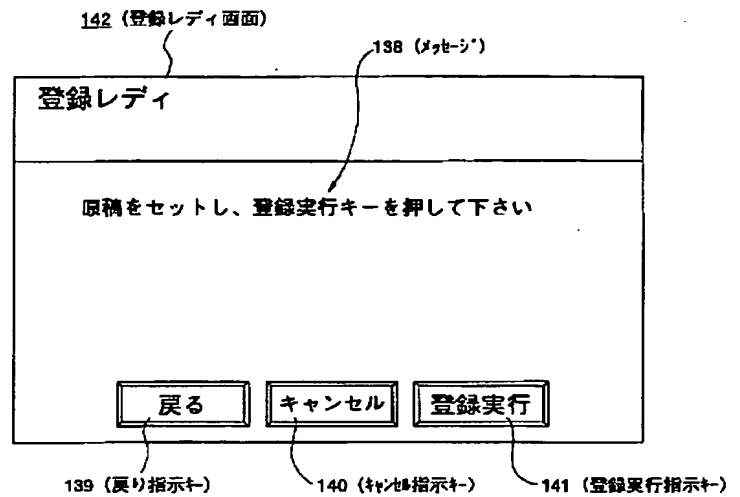 142 (登録レディ画面)
138 (メッセージ)
登録レディ
原稿をセットし、登録実行キーを押して下さい
戻る キャンセル 登録実行
139 (戻り指示キー) 140 (キャンセル指示キー) 141 (登録実行指示キー)